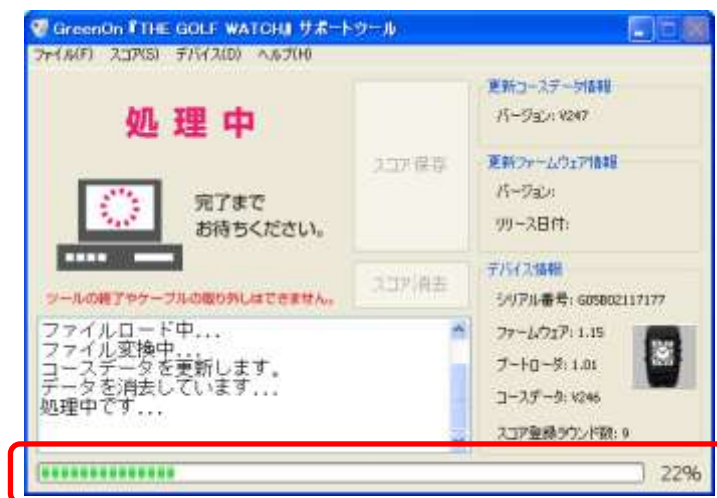 GreenOn『THE GOLF WATCH』 サポートツール
ファイル(F) スコア(S) デバイス(D) ヘルプ(H)
処理中
完了まで
お待ちください。
ツールの終了やケーブルの取り外しはできません。
スコア保存
スコア消去
ファイルロード中...
ファイル変換中...
コースデータを更新します。
データを消去しています...
処理中です...
更新コースデータ情報
バージョン: V247
更新ファームウェア情報
バージョン:
リリース日付:
デバイス情報
シリアル番号: G05B02117177
ファームウェア: 1.15
ブートローダ: 1.01
コースデータ: V246
スコア登録ラウンド数: 9
22%